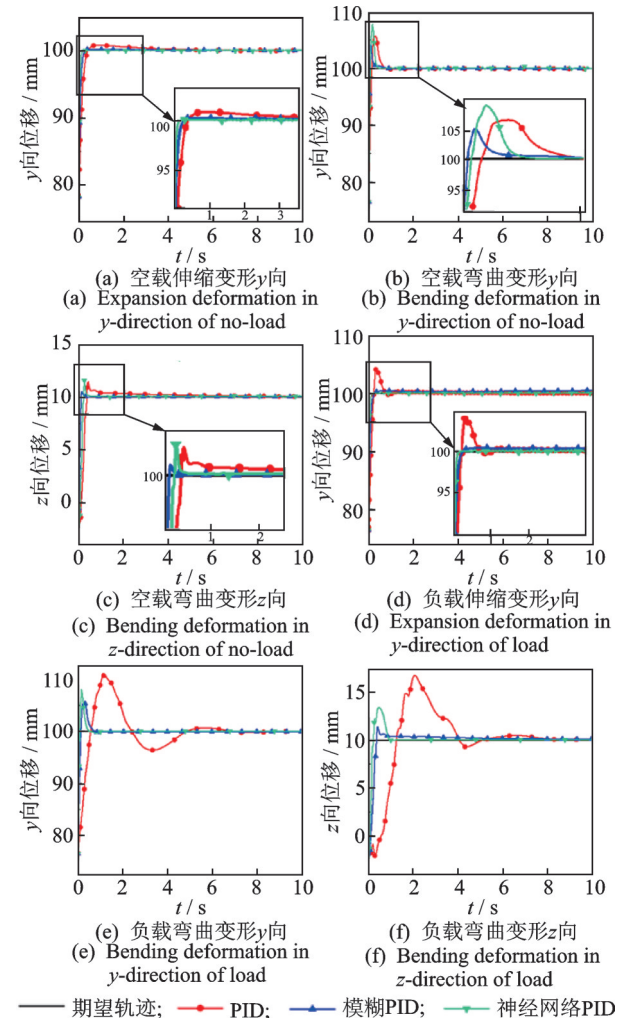 110
100
90
80
y向位移 / mm
100
95
1 2 3
0 2 4 6 8 10
t / s
(a) 空载伸缩变形y向
(a) Expansion deformation in
y-direction of no-load
110
100
90
80
y向位移 / mm
105
100
95
1
0 2 4 6 8 10
t / s
(b) 空载弯曲变形y向
(b) Bending deformation in
y-direction of no-load
15
10
5
0
z向位移 / mm
100
1 2
0 2 4 6 8 10
t / s
(c) 空载弯曲变形z向
(c) Bending deformation in
z-direction of no-load
110
100
90
80
y向位移 / mm
100
95
1 2
0 2 4 6 8 10
t / s
(d) 负载伸缩变形y向
(d) Expansion deformation in
y-direction of load
110
100
90
80
y向位移 / mm
0 2 4 6 8 10
t / s
(e) 负载弯曲变形y向
(e) Bending deformation in
y-direction of load
15
10
5
0
z向位移 / mm
0 2 4 6 8 10
t / s
(f) 负载弯曲变形z向
(f) Bending deformation in
z-direction of load
期望轨迹; PID; 模糊PID; 神经网络PID